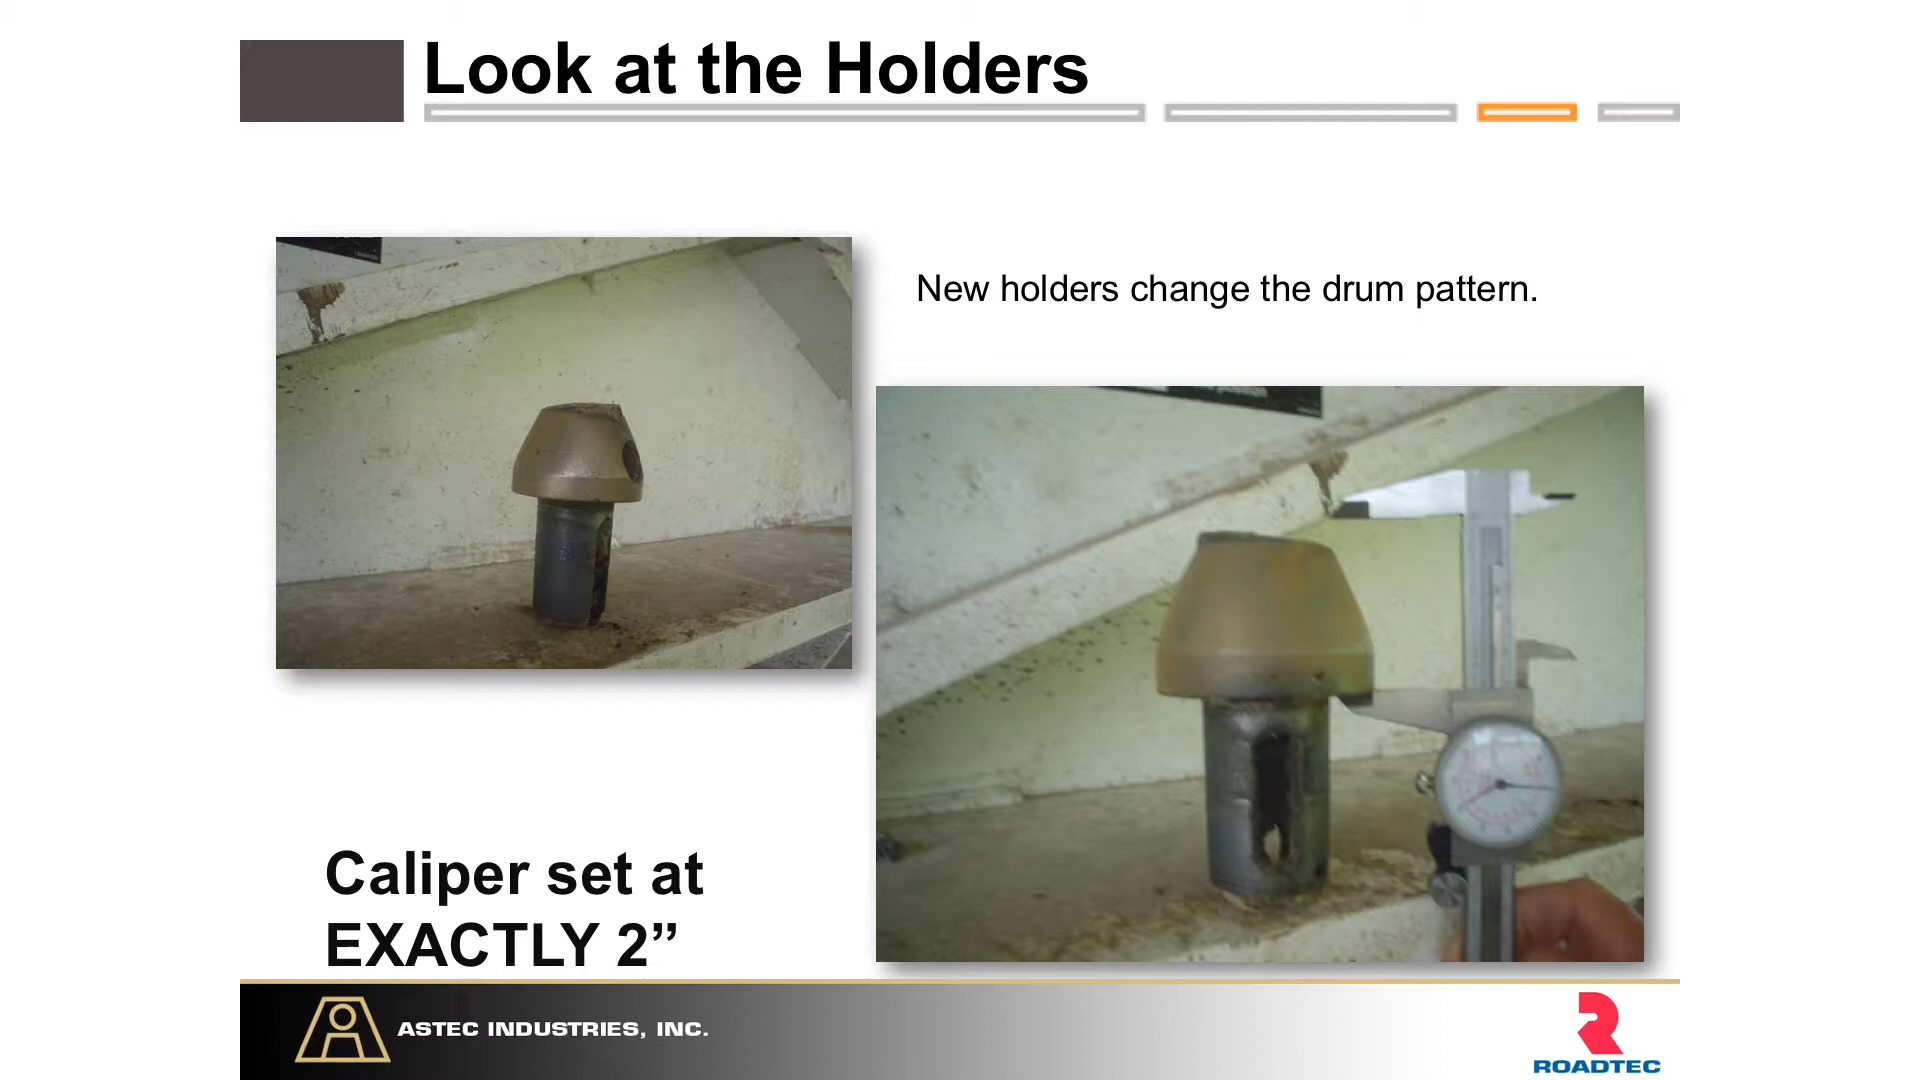 Look at the Holders
New holders change the drum pattern.
Caliper set at
EXACTLY 2”
ASTEC INDUSTRIES, INC.
ROADTEC